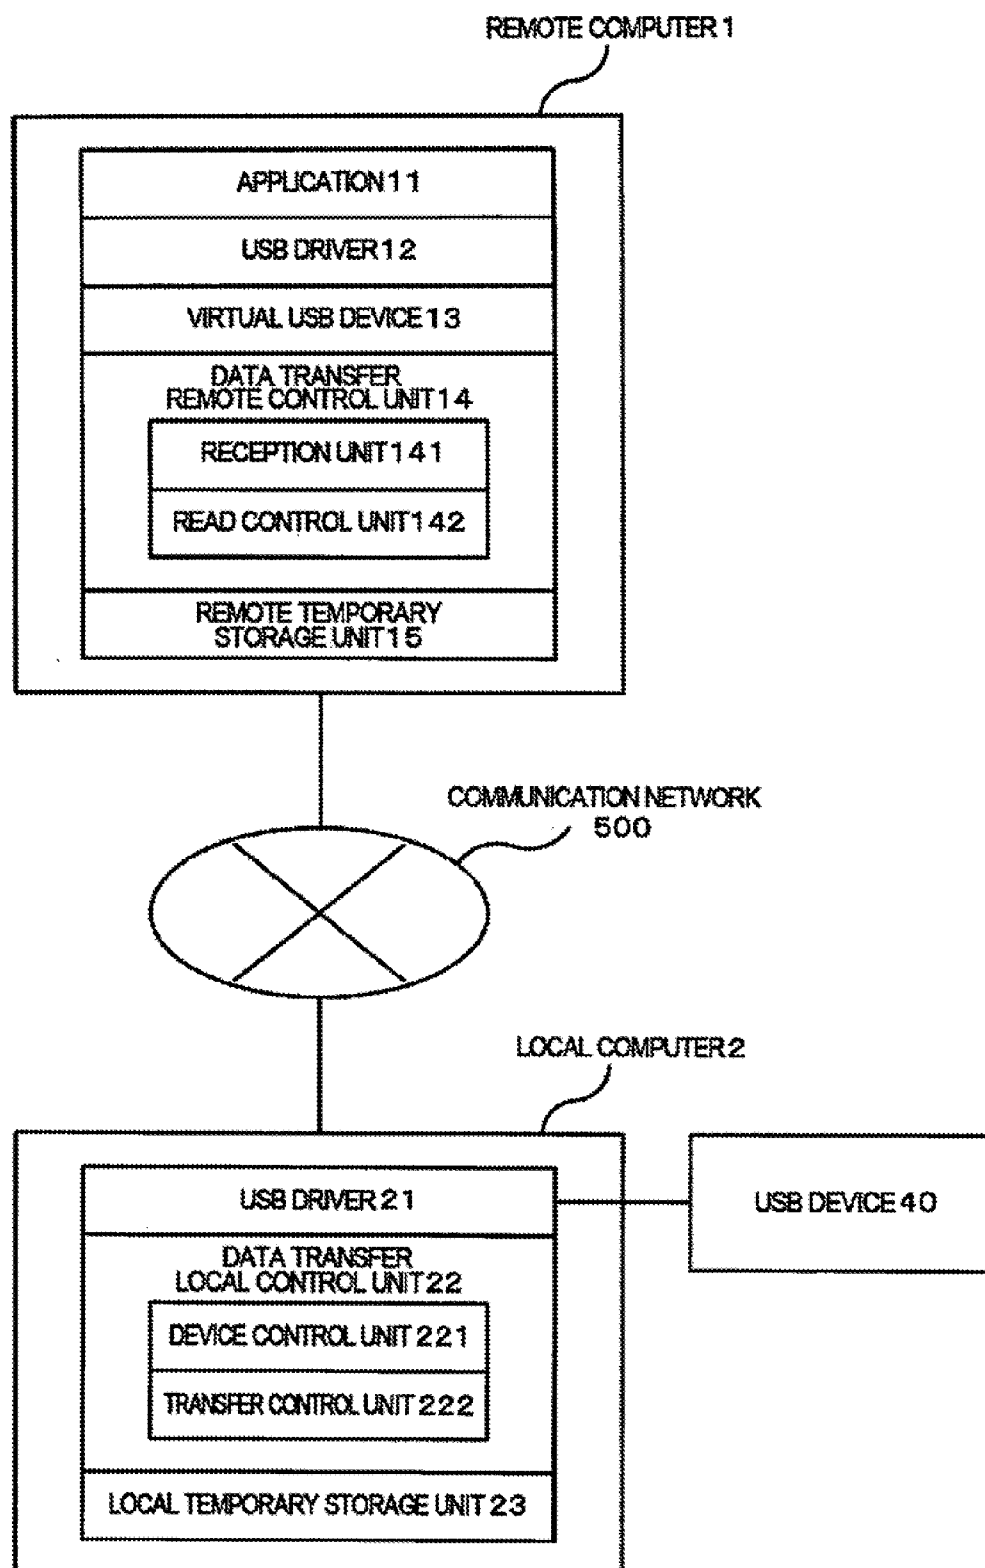 REMOTE COMPUTER 1
APPLICATION 11
USB DRIVER 12
VIRTUAL USB DEVICE 13
DATA TRANSFER
REMOTE CONTROL UNIT 14
RECEPTION UNIT 141
READ CONTROL UNIT 142
REMOTE TEMPORARY
STORAGE UNIT 15
COMMUNICATION NETWORK
500
LOCAL COMPUTER 2
USB DRIVER 21
USB DEVICE 40
DATA TRANSFER
LOCAL CONTROL UNIT 22
DEVICE CONTROL UNIT 221
TRANSFER CONTROL UNIT 222
LOCAL TEMPORARY STORAGE UNIT 23